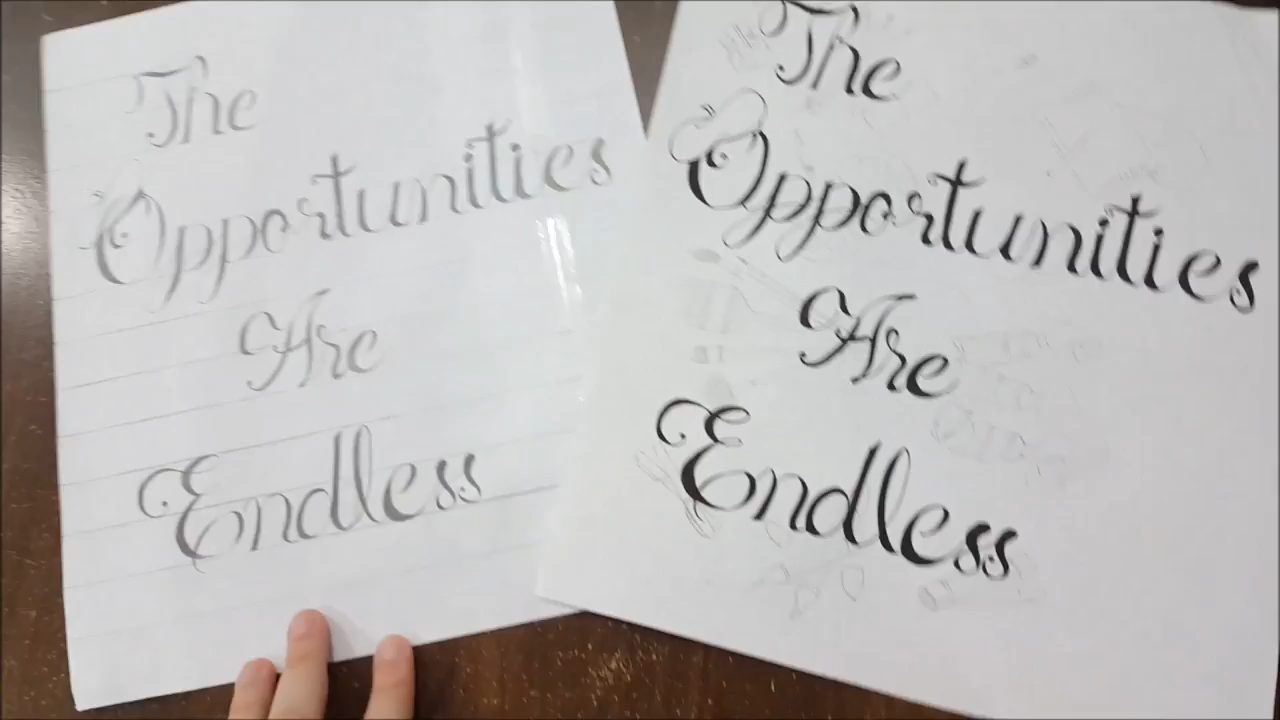 The
Opportunities
Are
Endless
The
Opportunities
Are
Endless